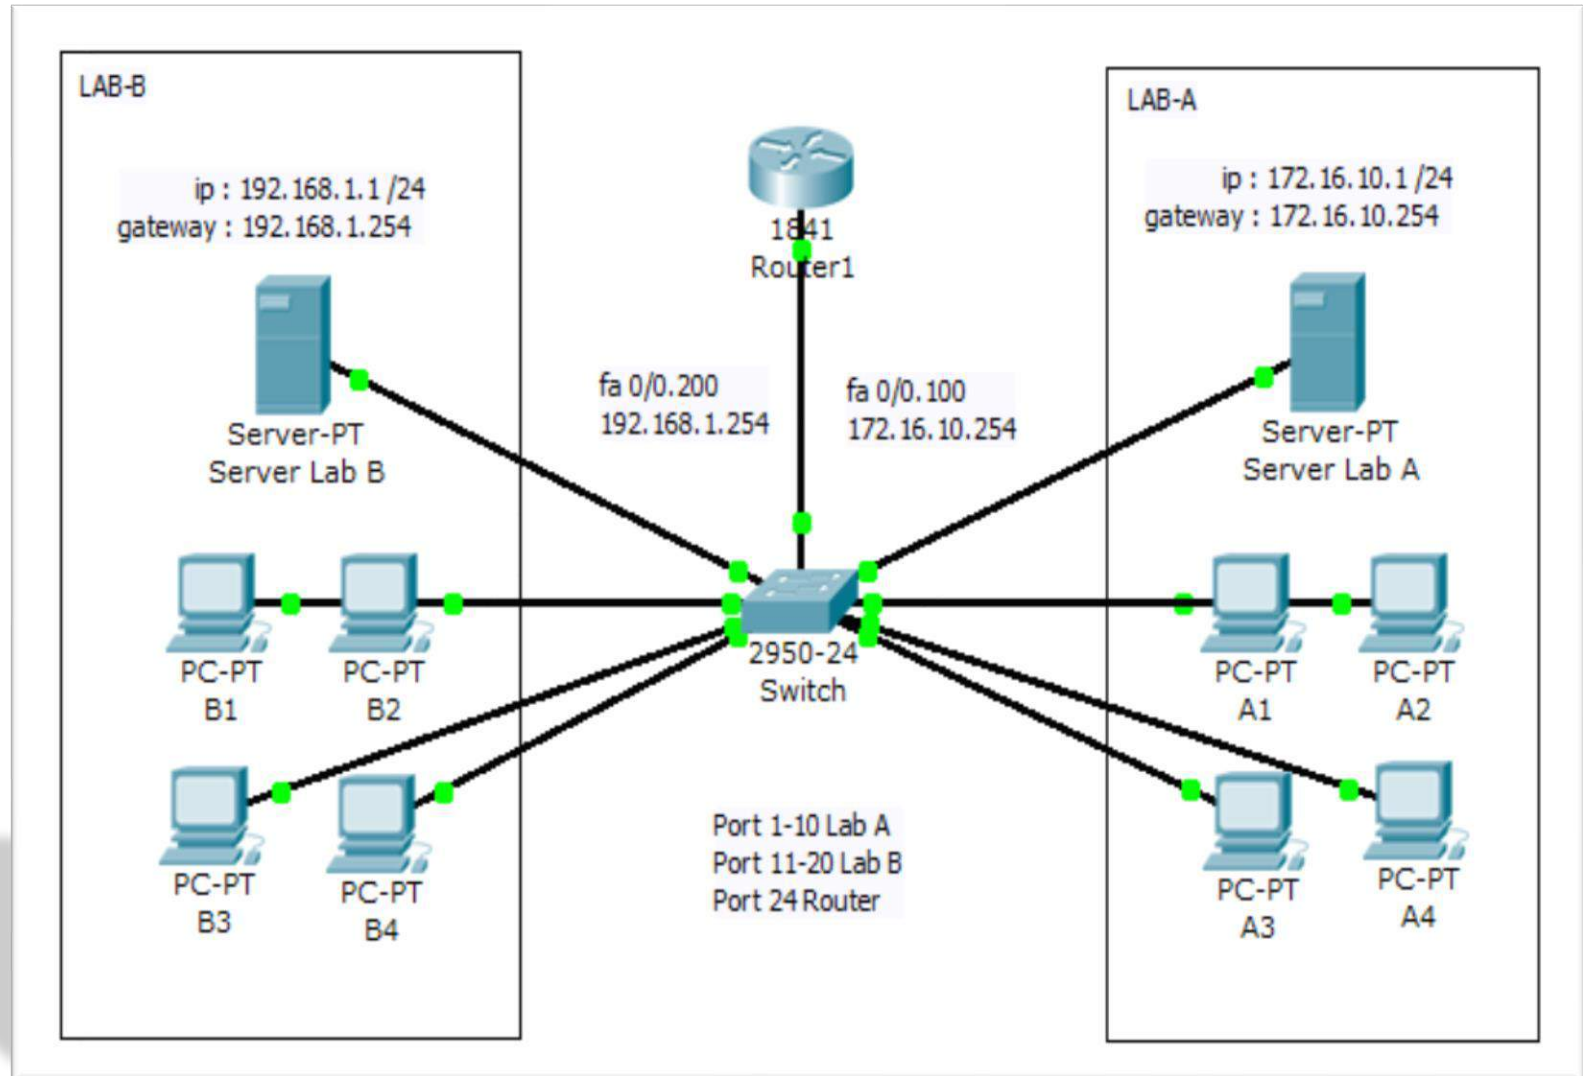 LAB-B
ip : 192.168.1.1 /24
gateway : 192.168.1.254
Server-PT
Server Lab B
PC-PT
B1
PC-PT
B2
PC-PT
B3
PC-PT
B4
1841
Router1
fa 0/0.200
192.168.1.254
fa 0/0.100
172.16.10.254
2950-24
Switch
Port 1-10 Lab A
Port 11-20 Lab B
Port 24 Router
LAB-A
ip : 172.16.10.1 /24
gateway : 172.16.10.254
Server-PT
Server Lab A
PC-PT
A1
PC-PT
A2
PC-PT
A3
PC-PT
A4